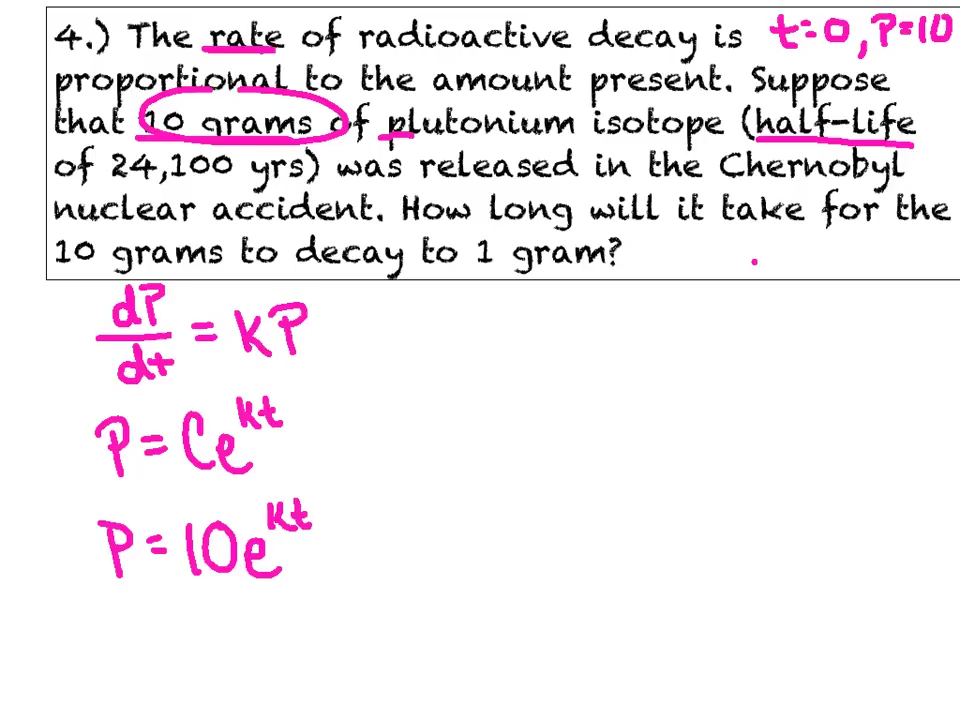 4.) The rate of radioactive decay is t=0, P=10
proportional to the amount present. Suppose
that 10 grams of plutonium isotope (half-life
of 24,100 yrs) was released in the Chernobyl
nuclear accident. How long will it take for the
10 grams to decay to 1 gram?
dP/dt = kP
P = Ce^kt
P = 10e^kt